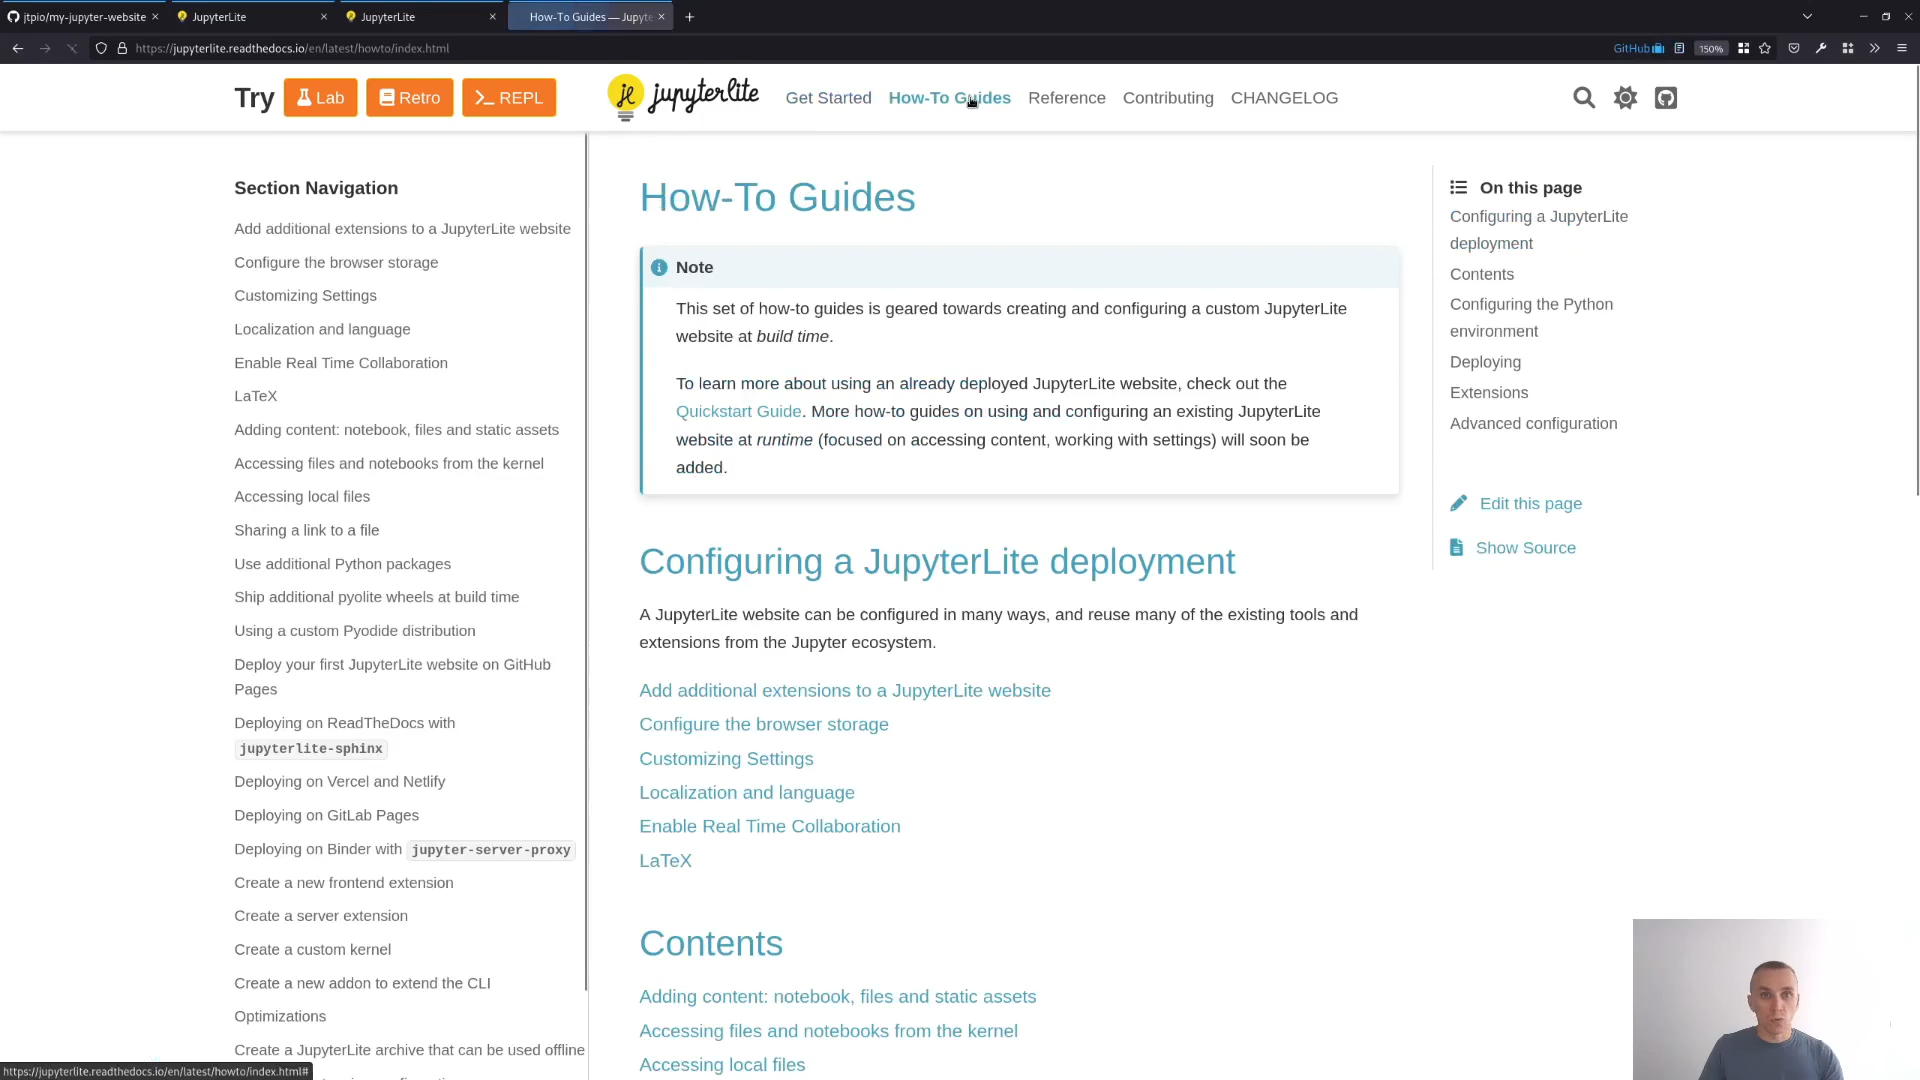 jtpio/my-jupyter-website
JupyterLite
JupyterLite
How-To Guides — Jupyte
https://jupyterlite.readthedocs.io/en/latest/howto/index.html
GitHub
150%
Try
Lab
Retro
REPL
jupyterlite
Get Started
How-To Guides
Reference
Contributing
CHANGELOG
Section Navigation
Add additional extensions to a JupyterLite website
Configure the browser storage
Customizing Settings
Localization and language
Enable Real Time Collaboration
LaTeX
Adding content: notebook, files and static assets
Accessing files and notebooks from the kernel
Accessing local files
Sharing a link to a file
Use additional Python packages
Ship additional pyolite wheels at build time
Using a custom Pyodide distribution
Deploy your first JupyterLite website on GitHub
Pages
Deploying on ReadTheDocs with
jupyterlite-sphinx
Deploying on Vercel and Netlify
Deploying on GitLab Pages
Deploying on Binder with jupyter-server-proxy
Create a new frontend extension
Create a server extension
Create a custom kernel
Create a new addon to extend the CLI
Optimizations
Create a JupyterLite archive that can be used offline
https://jupyterlite.readthedocs.io/en/latest/howto/index.html#
How-To Guides
Note
This set of how-to guides is geared towards creating and configuring a custom JupyterLite
website at build time.
To learn more about using an already deployed JupyterLite website, check out the
Quickstart Guide. More how-to guides on using and configuring an existing JupyterLite
website at runtime (focused on accessing content, working with settings) will soon be
added.
Configuring a JupyterLite deployment
A JupyterLite website can be configured in many ways, and reuse many of the existing tools and
extensions from the Jupyter ecosystem.
Add additional extensions to a JupyterLite website
Configure the browser storage
Customizing Settings
Localization and language
Enable Real Time Collaboration
LaTeX
Contents
Adding content: notebook, files and static assets
Accessing files and notebooks from the kernel
Accessing local files
On this page
Configuring a JupyterLite
deployment
Contents
Configuring the Python
environment
Deploying
Extensions
Advanced configuration
Edit this page
Show Source